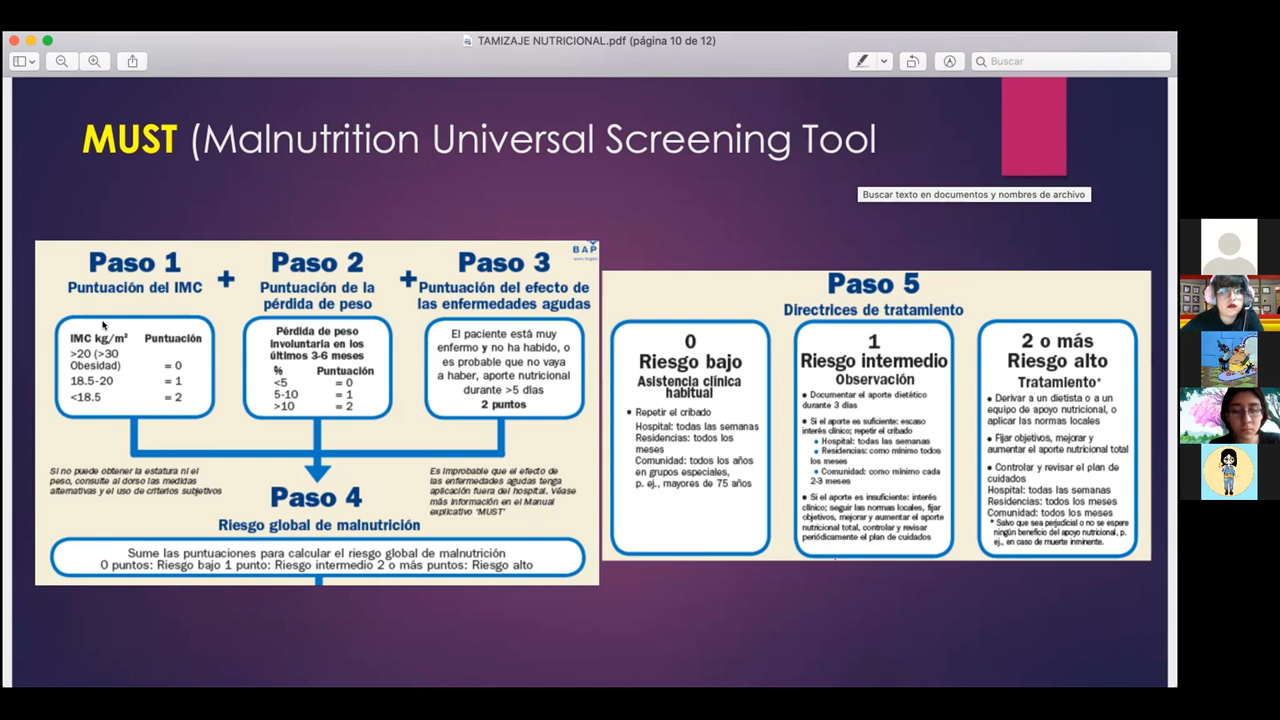 TAMIZAJE NUTRICIONAL.pdf (página 10 de 12)
Buscar
MUST (Malnutrition Universal Screening Tool
Buscar texto en documentos y nombres de archivo
BAP
Paso 1
Puntuación del IMC
+
Paso 2
Puntuación de la
pérdida de peso
+
Paso 3
Puntuación del efecto de
las enfermedades agudas
IMC kg/m² Puntuación
>20 (>30
Obesidad) = 0
18.5-20 = 1
<18.5 = 2
Pérdida de peso
involuntaria en los
últimos 3-6 meses
% Puntuación
<5 = 0
5-10 = 1
>10 = 2
El paciente está muy
enfermo y no ha habido, o
es probable que no vaya
a haber, aporte nutricional
durante >5 días
2 puntos
Si no puede obtener la estatura ni el
peso, consulte al dorso las medidas
alternativas y el uso de criterios subjetivos
Es improbable que el efecto de
las enfermedades agudas tenga
aplicación fuera del hospital. Véase
más información en el Manual
explicativo 'MUST'
Paso 4
Riesgo global de malnutrición
Sume las puntuaciones para calcular el riesgo global de malnutrición
0 puntos: Riesgo bajo 1 punto: Riesgo intermedio 2 o más puntos: Riesgo alto
Paso 5
Directrices de tratamiento
0
Riesgo bajo
Asistencia clínica
habitual
• Repetir el cribado
Hospital: todas las semanas
Residencias: todos los
meses
Comunidad: todos los años
en grupos especiales,
p. ej., mayores de 75 años
1
Riesgo intermedio
Observación
• Documentar el aporte dietético
durante 3 días
• Si el aporte es suficiente: escaso
interés clínico; repetir el cribado
• Hospital: todas las semanas
• Residencias: como mínimo todos
los meses
• Comunidad: como mínimo cada
2-3 meses
• Si el aporte es insuficiente: interés
clínico; seguir las normas locales, fijar
objetivos, mejorar y aumentar el aporte
nutricional total, controlar y revisar
periódicamente el plan de cuidados
2 o más
Riesgo alto
Tratamiento*
• Derivar a un dietista o a un
equipo de apoyo nutricional, o
aplicar las normas locales
• Fijar objetivos, mejorar y
aumentar el aporte nutricional total
• Controlar y revisar el plan de
cuidados
Hospital: todas las semanas
Residencias: todos los meses
Comunidad: todos los meses
* Salvo que sea perjudicial o no se espere
ningún beneficio del apoyo nutricional, p.
ej., en caso de muerte inminente.